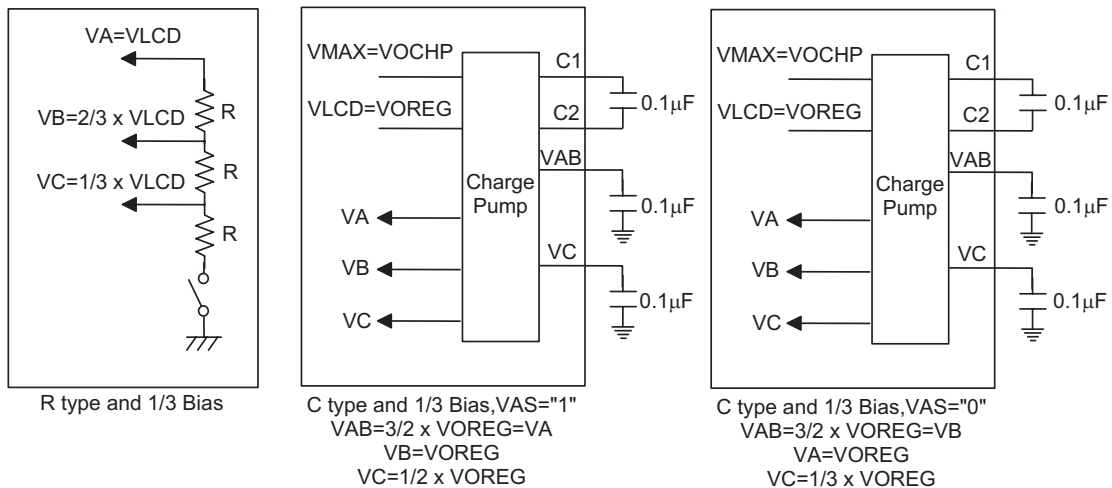 VA=VLCD
R
VB=2/3 x VLCD
R
VC=1/3 x VLCD
R
R type and 1/3 Bias
VMAX=VOCHP
C1
0.1μF
VLCD=VOREG
C2
VAB
Charge
Pump
0.1μF
VA
VB
VC
0.1μF
VC
C type and 1/3 Bias,VAS="1"
VAB=3/2 x VOREG=VA
VB=VOREG
VC=1/2 x VOREG
VMAX=VOCHP
C1
0.1μF
VLCD=VOREG
C2
VAB
Charge
Pump
0.1μF
VA
VB
VC
0.1μF
VC
C type and 1/3 Bias,VAS="0"
VAB=3/2 x VOREG=VB
VA=VOREG
VC=1/3 x VOREG